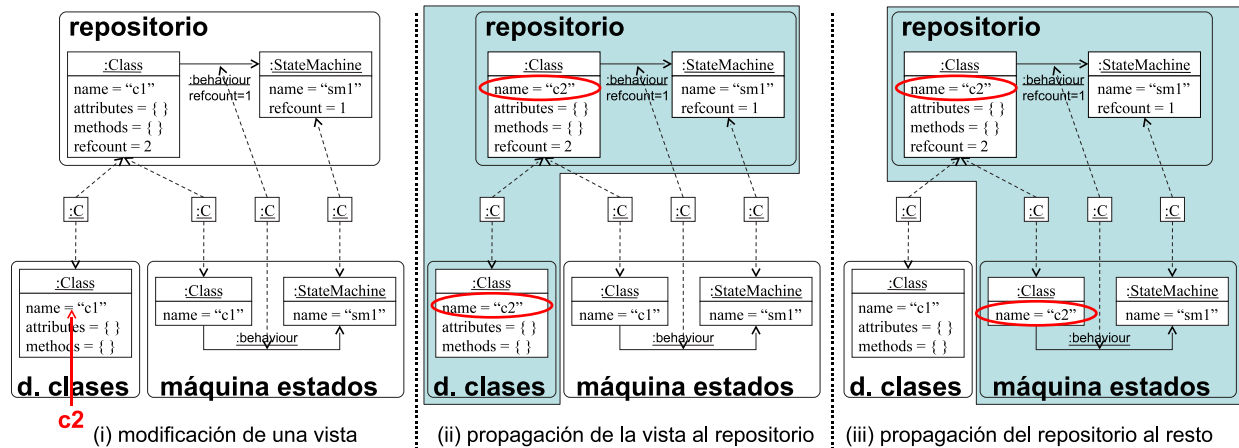 repositorio
:Class
name = “c1”
attributes = { }
methods = { }
refcount = 2
:behaviour
refcount=1
:StateMachine
name = “sm1”
refcount = 1
:C
:C
:C
:C
:Class
name = “c1”
attributes = { }
methods = { }
d. clases
c2
:Class
name = “c1”
:StateMachine
name = “sm1”
:behaviour
máquina estados
(i) modificación de una vista
repositorio
:Class
name = “c2”
attributes = { }
methods = { }
refcount = 2
:behaviour
refcount=1
:StateMachine
name = “sm1”
refcount = 1
:C
:C
:C
:C
:Class
name = “c2”
attributes = { }
methods = { }
d. clases
:Class
name = “c1”
:StateMachine
name = “sm1”
:behaviour
máquina estados
(ii) propagación de la vista al repositorio
repositorio
:Class
name = “c2”
attributes = { }
methods = { }
refcount = 2
:behaviour
refcount=1
:StateMachine
name = “sm1”
refcount = 1
:C
:C
:C
:C
:Class
name = “c1”
attributes = { }
methods = { }
d. clases
:Class
name = “c2”
:StateMachine
name = “sm1”
:behaviour
máquina estados
(iii) propagación del repositorio al resto